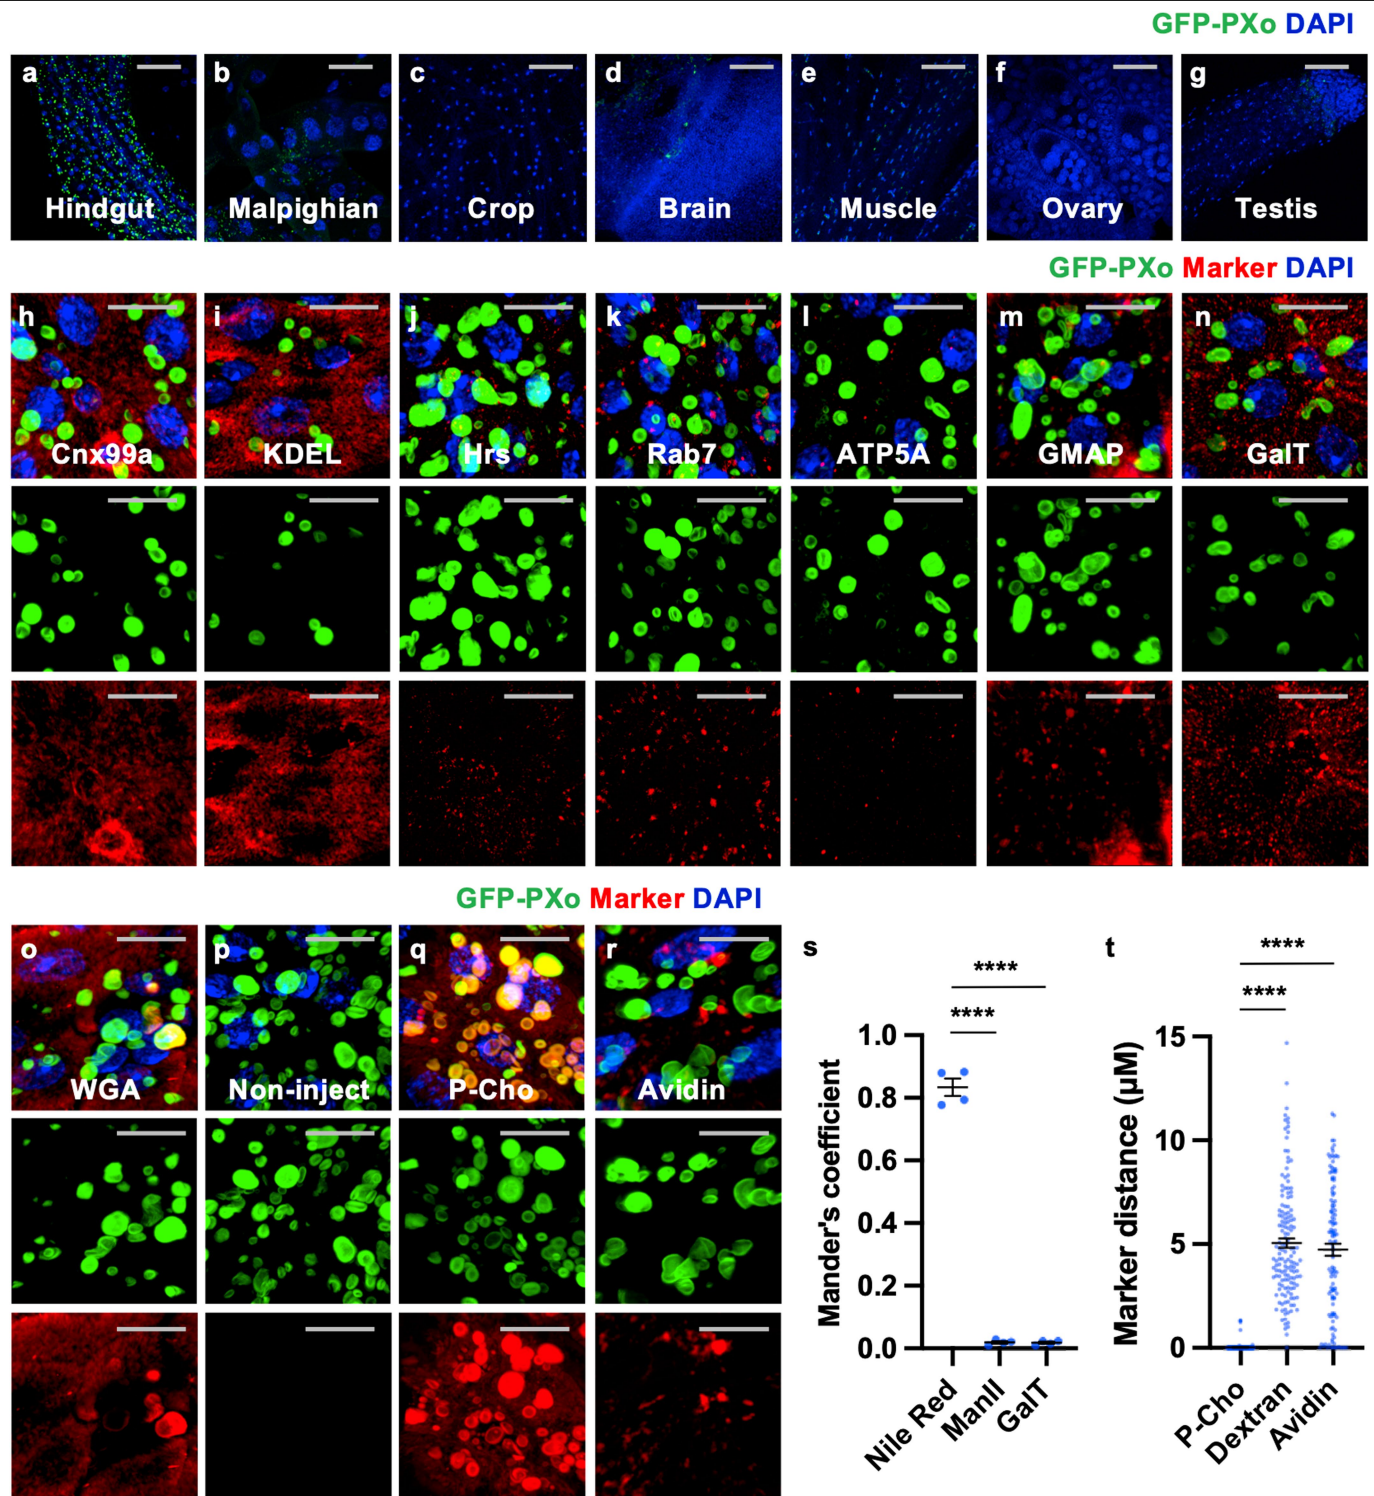 GFP-PXo DAPI
a b c d e f g
Hindgut Malpighian Crop Brain Muscle Ovary Testis
GFP-PXo Marker DAPI
h i j k l m n
Cnx99a KDEL Hrs Rab7 ATP5A GMAP GalT
GFP-PXo Marker DAPI
o p q r
WGA Non-inject P-Cho Avidin
s
****
****
Mander's coefficient
1.0
0.8
0.6
0.4
0.2
0.0
Nile Red
ManII
GalT
t
****
****
Marker distance (μM)
15
10
5
0
P-Cho
Dextran
Avidin